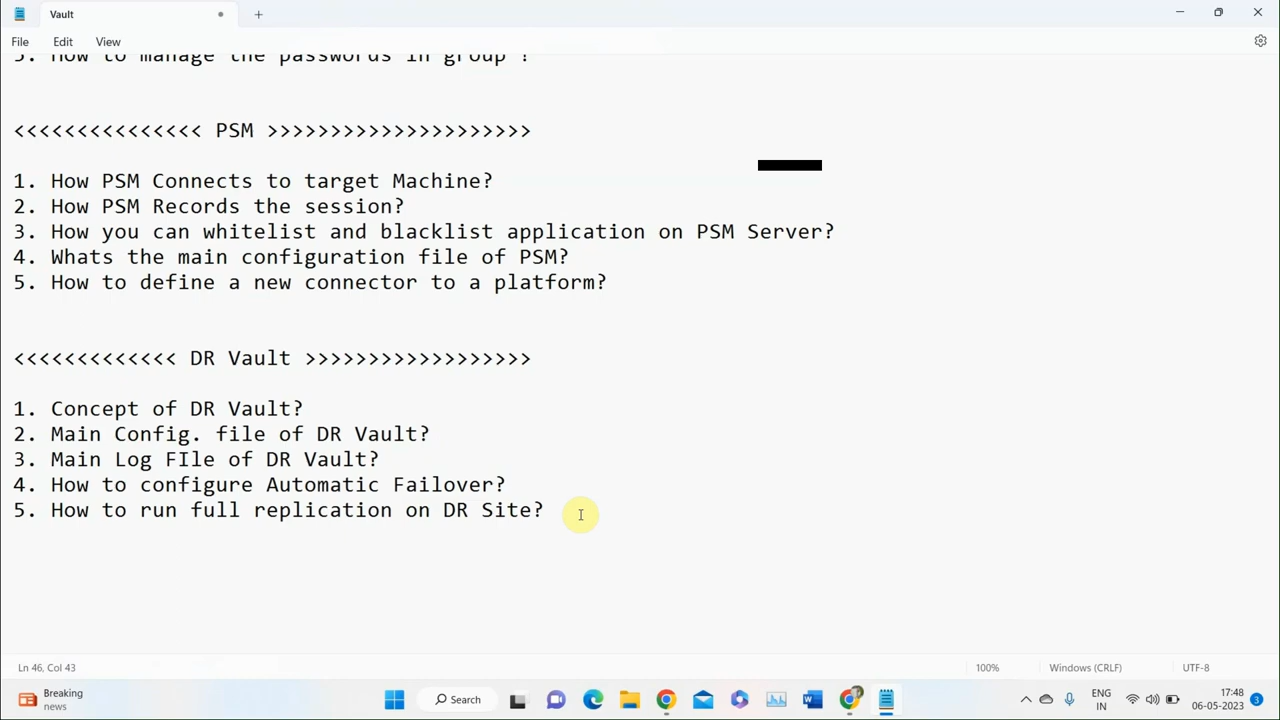 Vault
File Edit View
5. How to manage the passwords in group ?
<<<<<<<<<<<<<<< PSM >>>>>>>>>>>>>>>>>>>>>
1. How PSM Connects to target Machine?
2. How PSM Records the session?
3. How you can whitelist and blacklist application on PSM Server?
4. Whats the main configuration file of PSM?
5. How to define a new connector to a platform?
<<<<<<<<<<<<< DR Vault >>>>>>>>>>>>>>>>>>
1. Concept of DR Vault?
2. Main Config. file of DR Vault?
3. Main Log FIle of DR Vault?
4. How to configure Automatic Failover?
5. How to run full replication on DR Site?
Ln 46, Col 43 100% Windows (CRLF) UTF-8
Breaking
news
Search
ENG
IN
17:48
06-05-2023
3